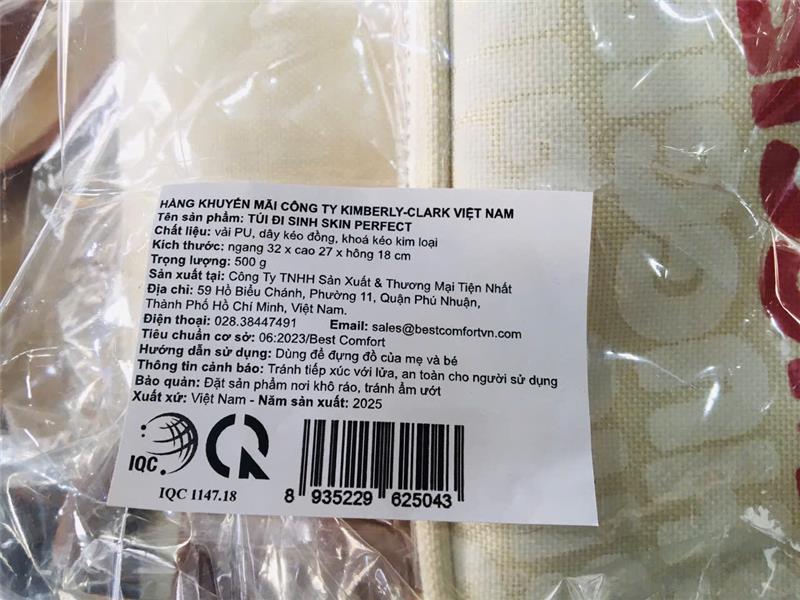 HÀNG KHUYẾN MÃI CÔNG TY KIMBERLY-CLARK VIỆT NAM
Tên sản phẩm: TÚI ĐI SINH SKIN PERFECT
Chất liệu: vải PU, dây kéo đồng, khoá kéo kim loại
Kích thước: ngang 32 x cao 27 x hông 18 cm
Trọng lượng: 500 g
Sản xuất tại: Công Ty TNHH Sản Xuất & Thương Mại Tiện Nhất
Địa chỉ: 59 Hồ Biểu Chánh, Phường 11, Quận Phú Nhuận,
Thành Phố Hồ Chí Minh, Việt Nam.
Điện thoại: 028.38447491 Email: sales@bestcomfortvn.com
Tiêu chuẩn cơ sở: 06:2023/Best Comfort
Hướng dẫn sử dụng: Dùng để đựng đồ của mẹ và bé
Thông tin cảnh báo: Tránh tiếp xúc với lửa, an toàn cho người sử dụng
Bảo quản: Đặt sản phẩm nơi khô ráo, tránh ẩm ướt
Xuất xứ: Việt Nam - Năm sản xuất: 2025
IQC
IQC 1147.18
8 935229 625043